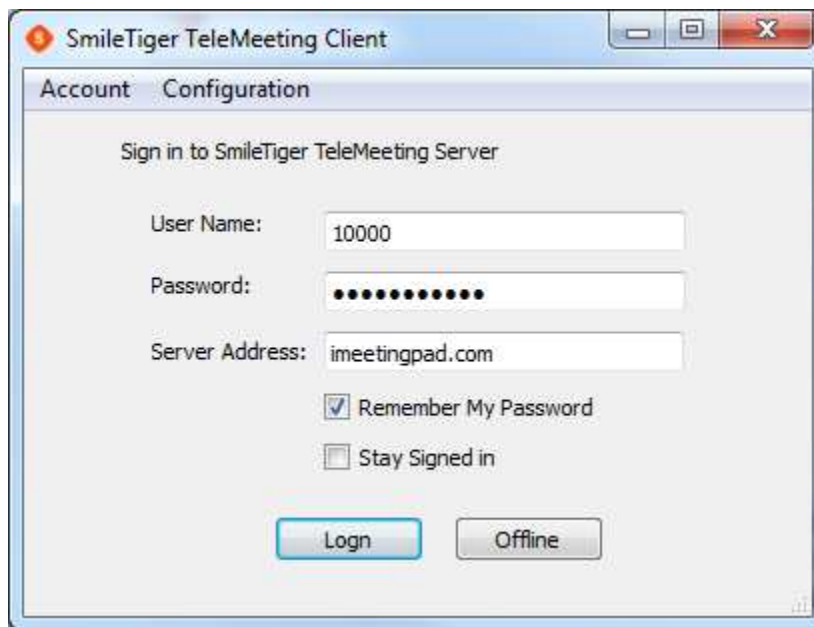 SmileTiger TeleMeeting Client
Account Configuration
Sign in to SmileTiger TeleMeeting Server
User Name: 10000
Password: ●●●●●●●●●●●
Server Address: imeetingpad.com
Remember My Password
Stay Signed in
Logn Offline